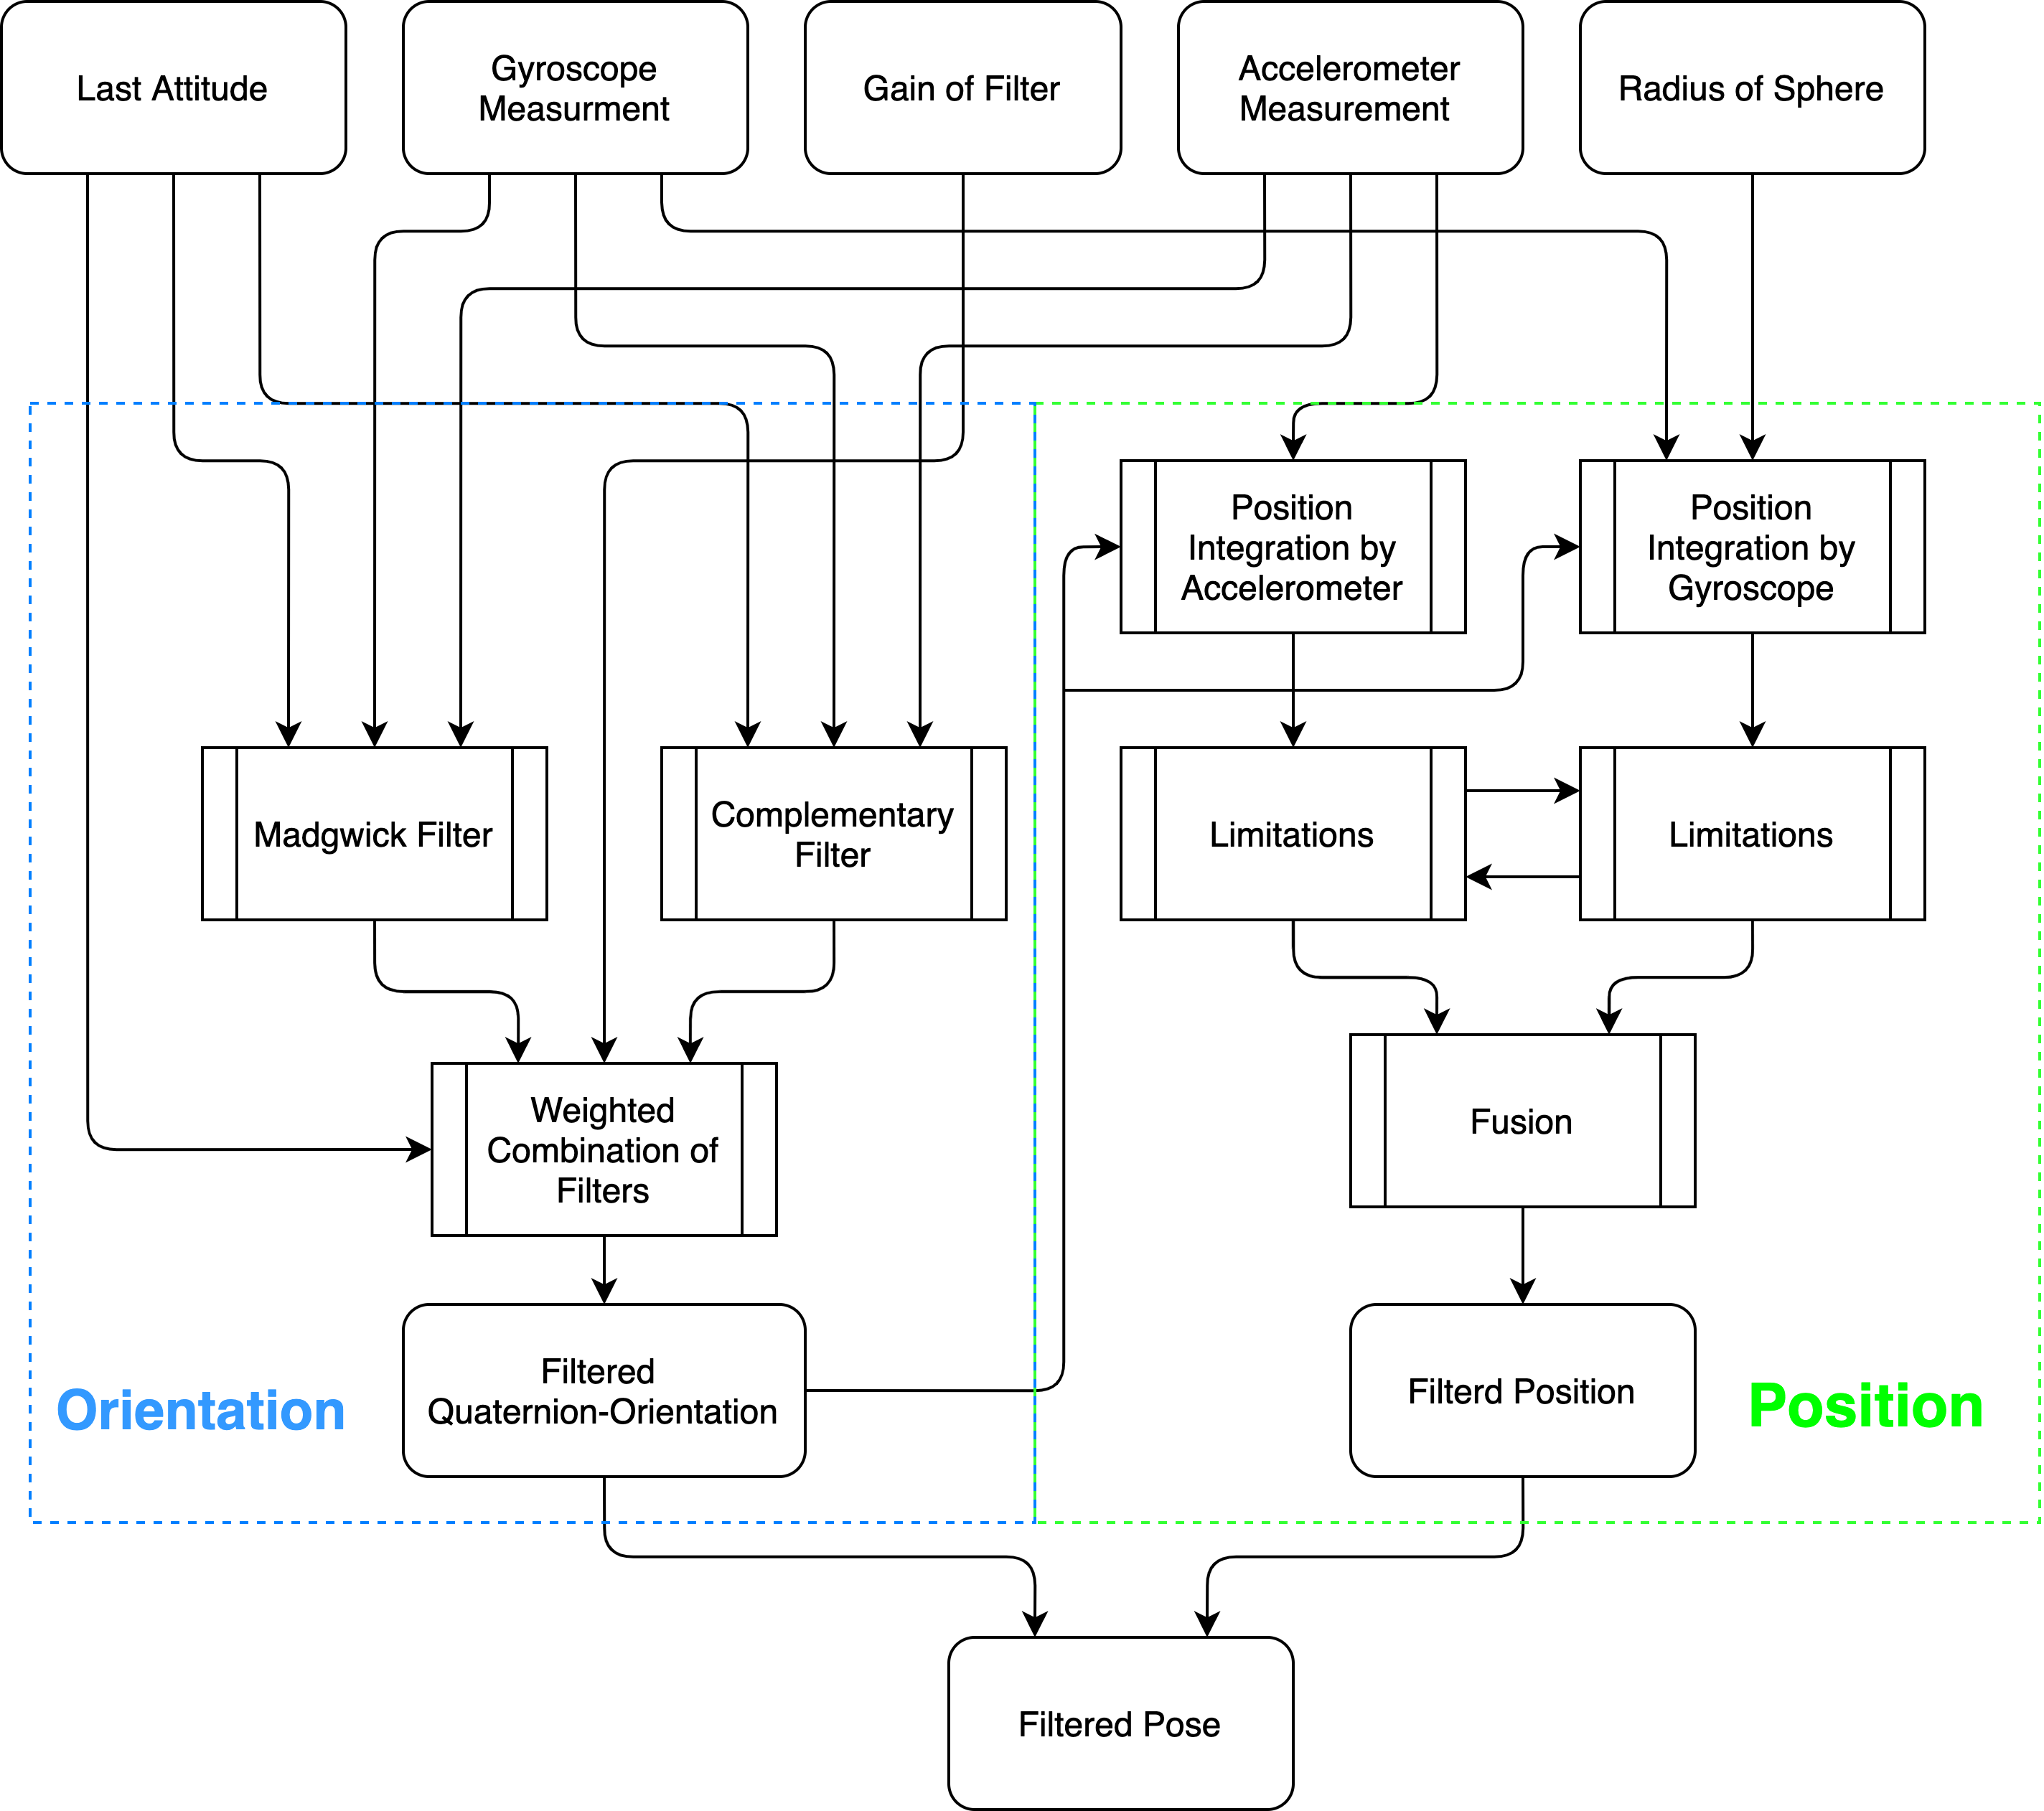 Last Attitude
Gyroscope
Measurment
Gain of Filter
Accelerometer
Measurement
Radius of Sphere
Position
Integration by
Accelerometer
Position
Integration by
Gyroscope
Madgwick Filter
Complementary
Filter
Limitations
Limitations
Weighted
Combination of
Filters
Fusion
Filtered
Quaternion-Orientation
Filterd Position
Orientation
Position
Filtered Pose